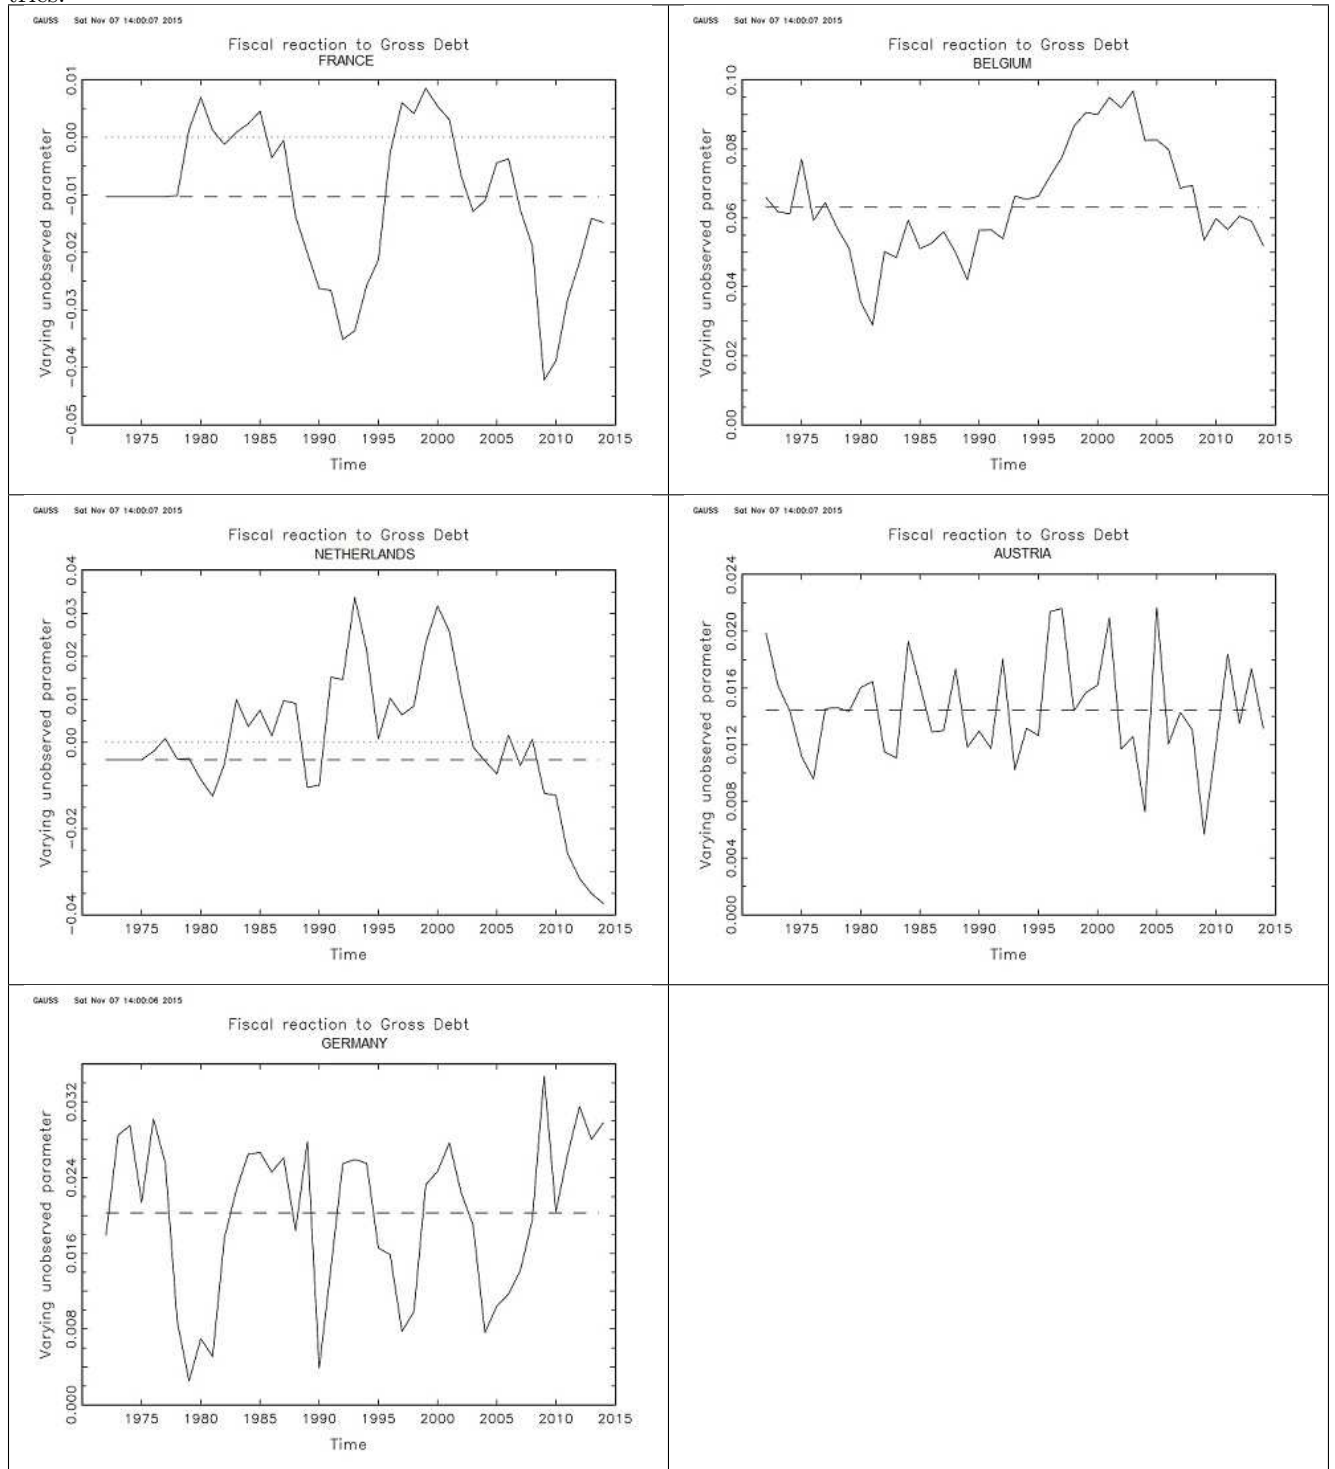 tries.
GAUSS Sat Nov 07 14:00:07 2015
Fiscal reaction to Gross Debt
FRANCE
Varying unobserved parameter
0.01
0.00
-0.01
-0.02
-0.03
-0.04
-0.05
1975 1980 1985 1990 1995 2000 2005 2010 2015
Time
GAUSS Sat Nov 07 14:00:07 2015
Fiscal reaction to Gross Debt
BELGIUM
Varying unobserved parameter
0.10
0.08
0.06
0.04
0.02
0.00
1975 1980 1985 1990 1995 2000 2005 2010 2015
Time
GAUSS Sat Nov 07 14:00:07 2015
Fiscal reaction to Gross Debt
NETHERLANDS
Varying unobserved parameter
0.04
0.03
0.02
0.01
0.00
-0.02
-0.04
1975 1980 1985 1990 1995 2000 2005 2010 2015
Time
GAUSS Sat Nov 07 14:00:07 2015
Fiscal reaction to Gross Debt
AUSTRIA
Varying unobserved parameter
0.024
0.020
0.016
0.012
0.008
0.004
0.000
1975 1980 1985 1990 1995 2000 2005 2010 2015
Time
GAUSS Sat Nov 07 14:00:06 2015
Fiscal reaction to Gross Debt
GERMANY
Varying unobserved parameter
0.032
0.024
0.016
0.008
0.000
1975 1980 1985 1990 1995 2000 2005 2010 2015
Time